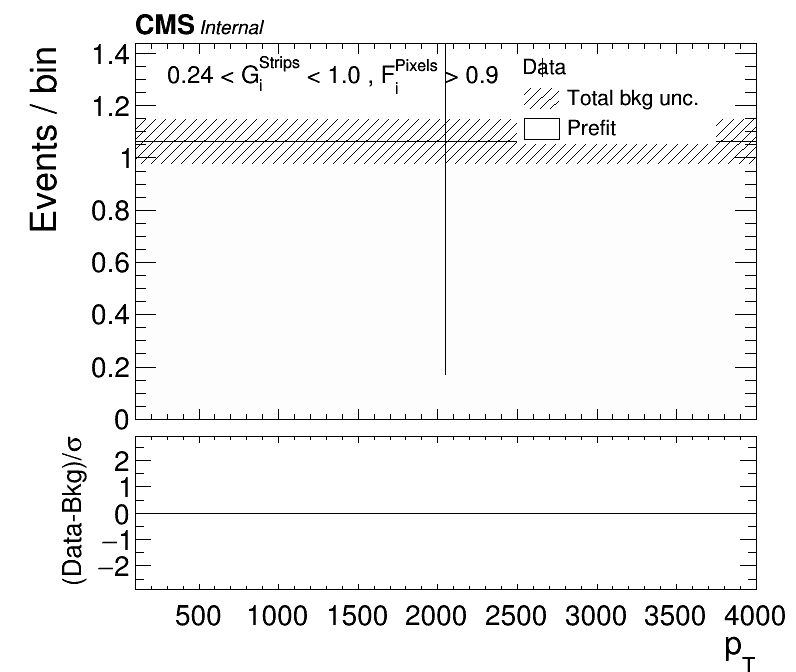 CMS Internal
0.24 < G_i^Strips < 1.0 , F_i^Pixels > 0.9
Data
Total bkg unc.
Prefit
Events / bin
1.4
1.2
1
0.8
0.6
0.4
0.2
0
(Data-Bkg)/σ
2
1
0
−1
−2
500 1000 1500 2000 2500 3000 3500 4000
p_T